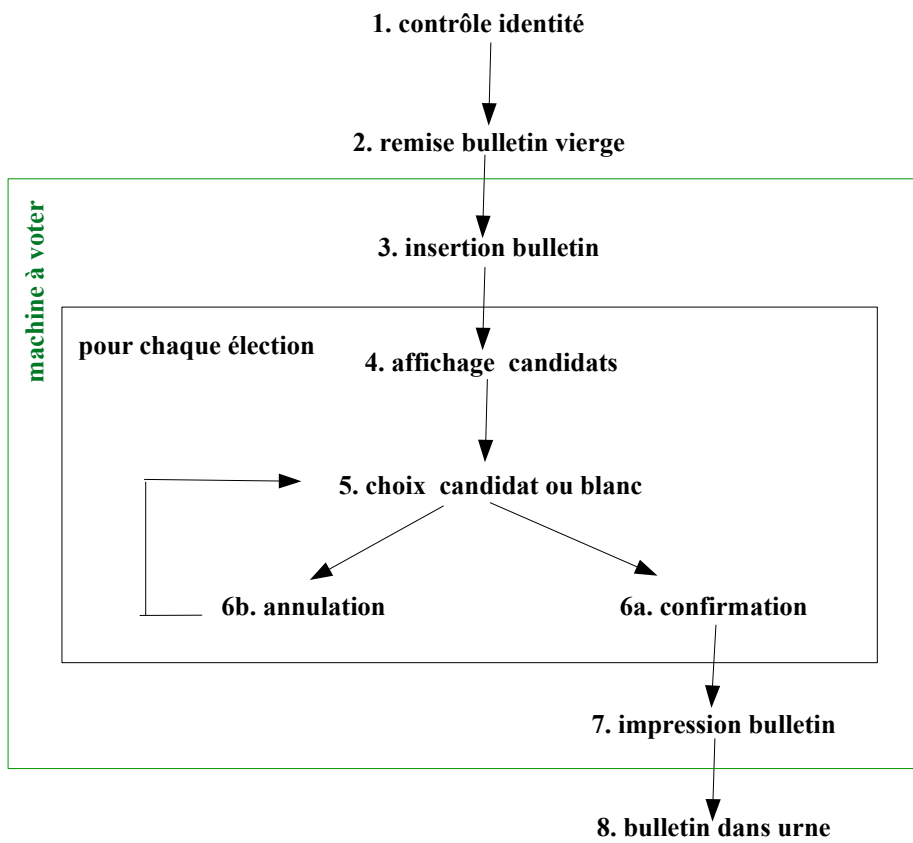 1. contrôle identité
2. remise bulletin vierge
machine à voter
3. insertion bulletin
pour chaque élection
4. affichage candidats
5. choix candidat ou blanc
6b. annulation
6a. confirmation
7. impression bulletin
8. bulletin dans urne